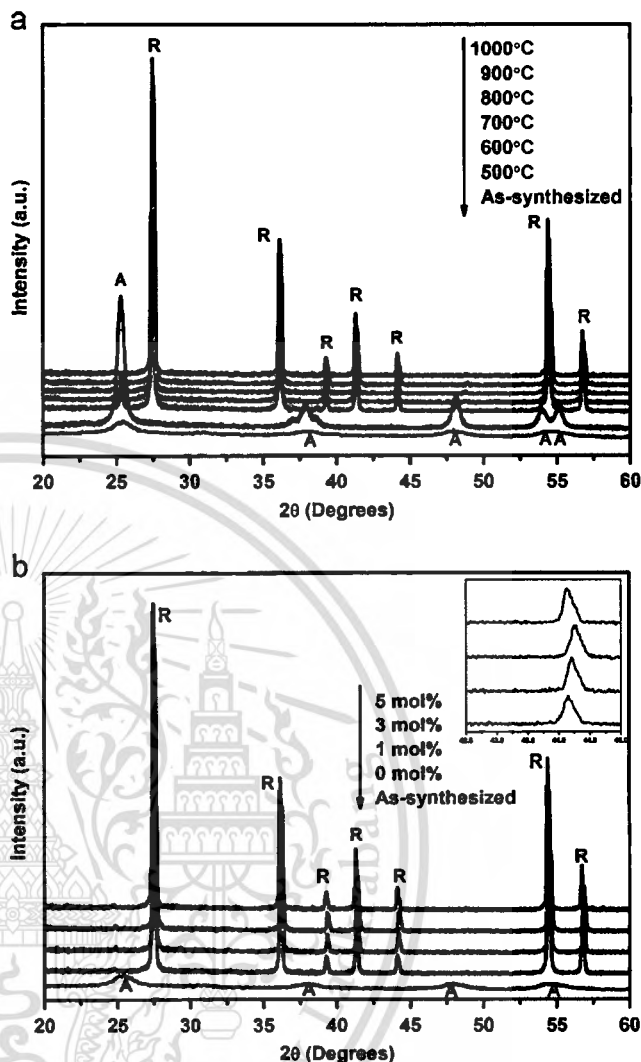 a
R
1000°C
900°C
800°C
700°C
600°C
500°C
As-synthesized
R
R
A
R
R
R
R
A
A
A A
Intensity (a.u.)
20 25 30 35 40 45 50 55 60
2θ (Degrees)
b
R
5 mol%
3 mol%
1 mol%
0 mol%
As-synthesized
R
R
R
R
R
R
A
A
A
A
Intensity (a.u.)
20 25 30 35 40 45 50 55 60
2θ (Degrees)